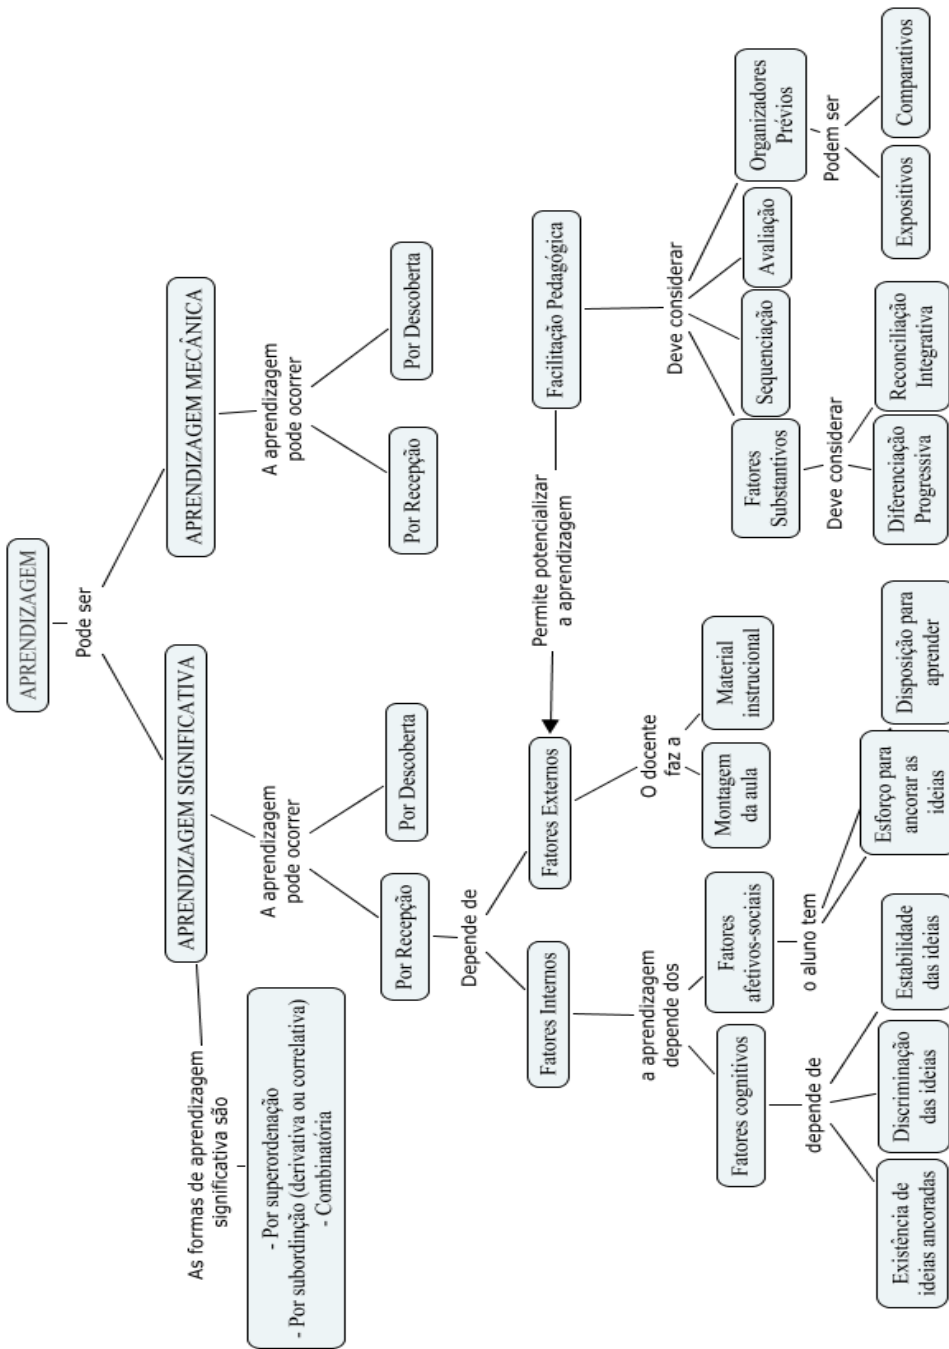 APRENDIZAGEM
Pode ser
APRENDIZAGEM SIGNIFICATIVA
APRENDIZAGEM MECÂNICA
As formas de aprendizagem
significativa são
- Por superordenação
- Por subordinção (derivativa ou correlativa)
- Combinatória
A aprendizagem
pode ocorrer
Por Recepção
Por Descoberta
A aprendizagem
pode ocorrer
Por Recepção
Por Descoberta
Depende de
Fatores Internos
Fatores Externos
Permite potencializar
a aprendizagem
Facilitação Pedagógica
a aprendizagem
depende dos
Fatores cognitivos
Fatores
afetivos-sociais
O docente
faz a
Montagem
da aula
Material
instrucional
Deve considerar
Fatores
Substantivos
Sequenciação
Avaliação
Organizadores
Prévios
depende de
Existência de
ideias ancoradas
Discriminação
das ideias
Estabilidade
das ideias
o aluno tem
Esforço para
ancorar as
ideias
Disposição para
aprender
Deve considerar
Diferenciação
Progressiva
Reconciliação
Integrativa
Podem ser
Expositivos
Comparativos